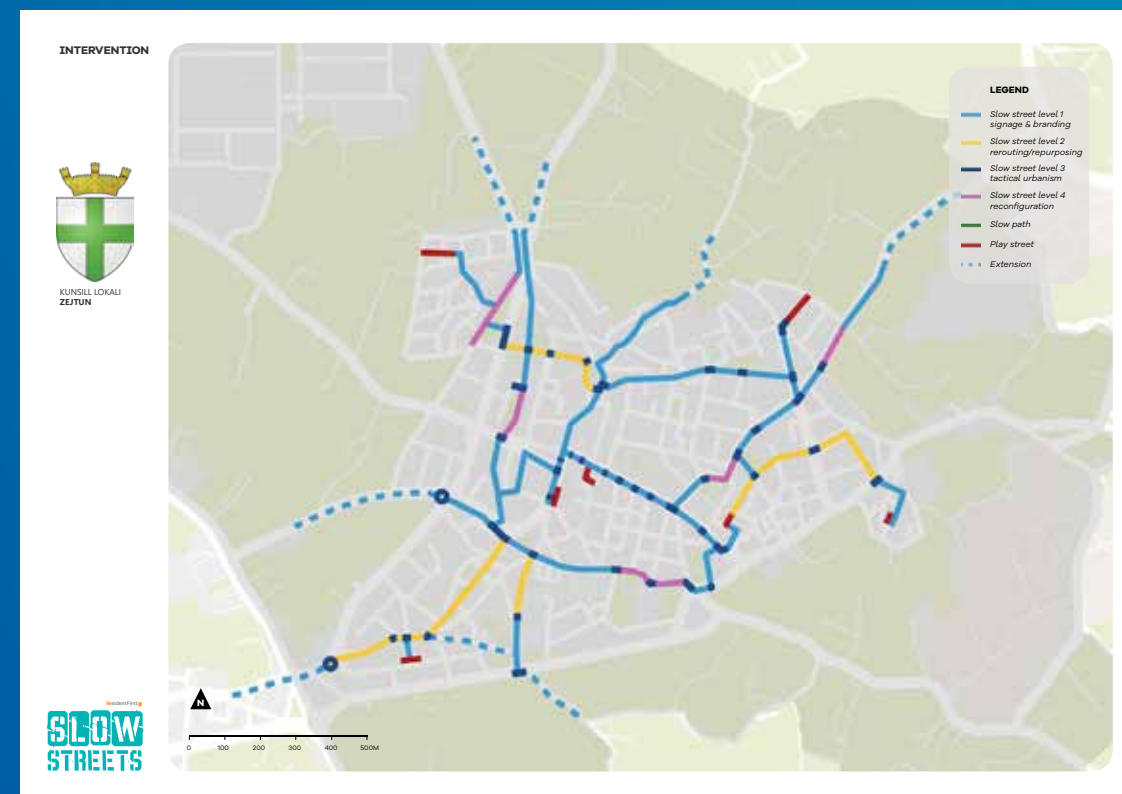 INTERVENTION
KUNSILL LOKALI
ZEJTUN
LEGEND
Slow street level 1
signage & branding
Slow street level 2
rerouting/repurposing
Slow street level 3
tactical urbanism
Slow street level 4
reconfiguration
Slow path
Play street
Extension
N
0 100 200 300 400 500M
ResidentFirst
SLOW
STREETS